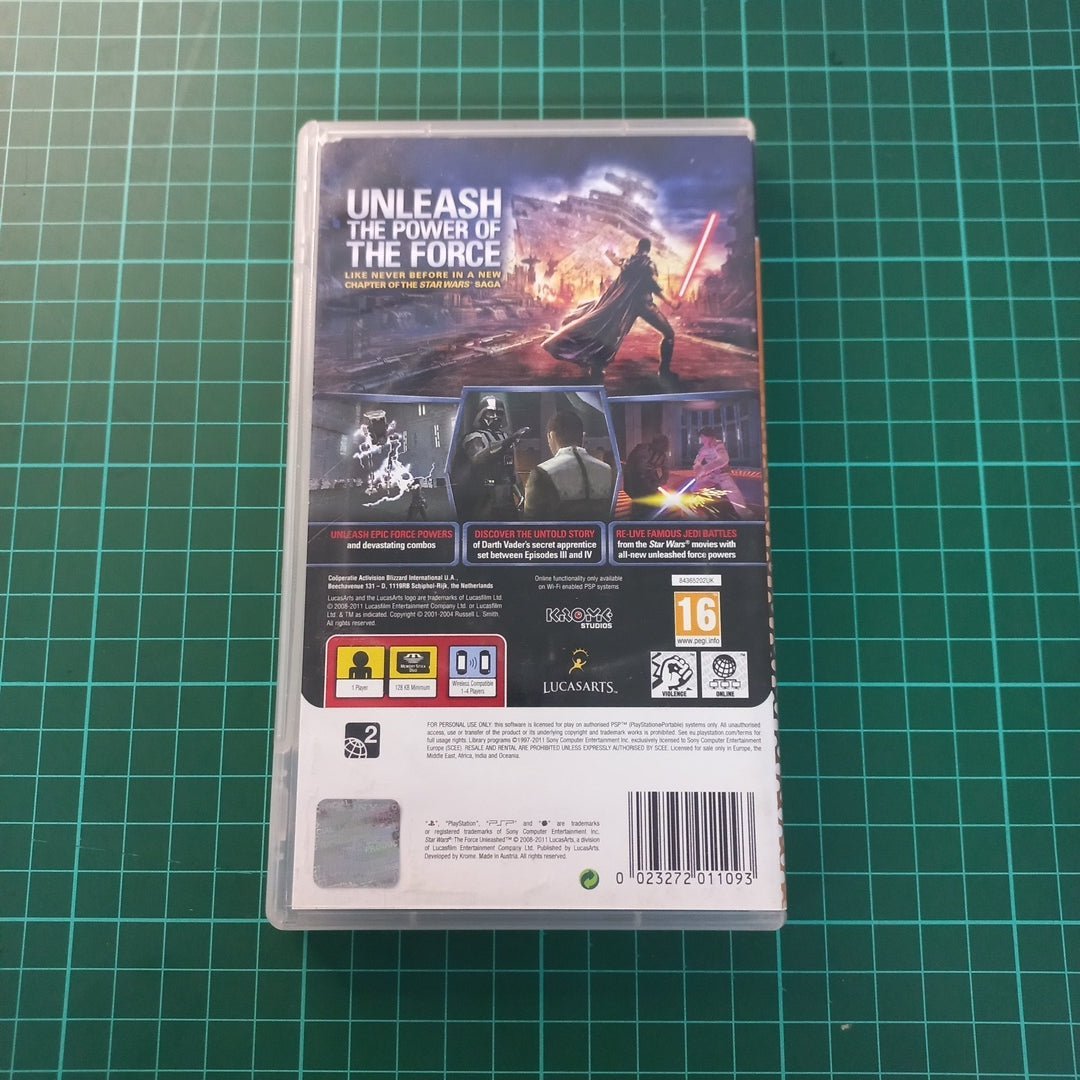 UNLEASH
THE POWER OF
THE FORCE
LIKE NEVER BEFORE IN A NEW
CHAPTER OF THE STAR WARS® SAGA
UNLEASH EPIC FORCE POWERS
and devastating combos
DISCOVER THE UNTOLD STORY
of Darth Vader's secret apprentice
set between Episodes III and IV
RE-LIVE FAMOUS JEDI BATTLES
from the Star Wars® movies with
all-new unleashed force powers
Coöperatie Activision Blizzard International U.A.,
Beechavenue 131 – D, 1119RB Schiphol-Rijk, the Netherlands
LucasArts and the LucasArts logo are trademarks of Lucasfilm Ltd.
© 2008-2011 Lucasfilm Entertainment Company Ltd. or Lucasfilm
Ltd. & TM as indicated. Copyright © 2001-2004 Russell L. Smith.
All rights reserved.
Online functionality only available
on Wi-Fi enabled PSP systems
KROME
STUDIOS
84365202UK
16
www.pegi.info
1 Player
MEMORY STICK
DUO
128 KB Minimum
Wireless Compatible
1-4 Players
LUCASARTS™
VIOLENCE
ONLINE
2
FOR PERSONAL USE ONLY: this software is licensed for play on authorised PSP™ (PlayStation®Portable) systems only. All unauthorised
access, use or transfer of the product or its underlying copyright and trademark works is prohibited. See eu.playstation.com/terms for
full usage rights. Library programs ©1997-2011 Sony Computer Entertainment Inc. exclusively licensed to Sony Computer Entertainment
Europe (SCEE). RESALE AND RENTAL ARE PROHIBITED UNLESS EXPRESSLY AUTHORISED BY SCEE. Licensed for sale only in Europe, the
Middle East, Africa, India and Oceania.
SONY
", "PlayStation", "PSP" and " " are trademarks
or registered trademarks of Sony Computer Entertainment Inc.
Star Wars®: The Force Unleashed™ © 2008-2011 LucasArts, a division
of Lucasfilm Entertainment Company Ltd. Published by LucasArts.
Developed by Krome. Made in Austria. All rights reserved.
0 023272 011093